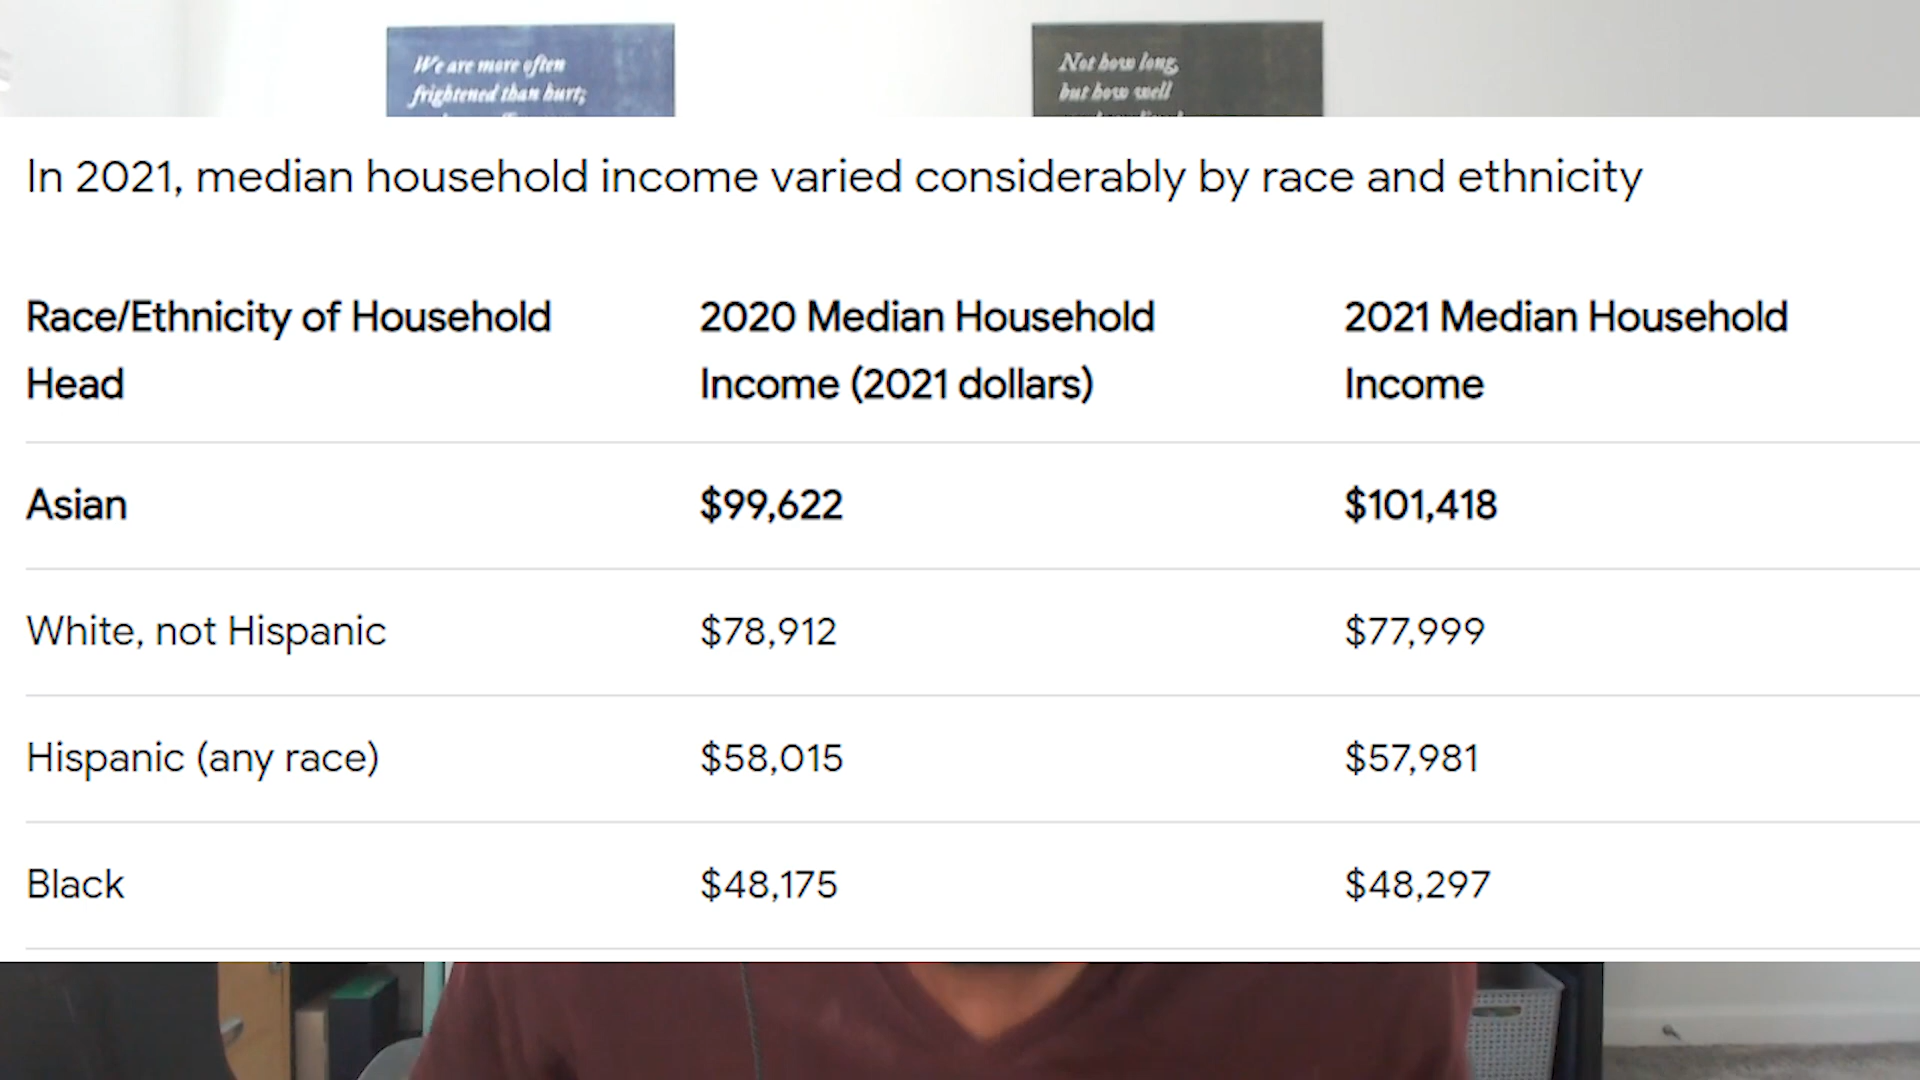 We are more often
frightened than hurt;
Not how long,
but how well
In 2021, median household income varied considerably by race and ethnicity
Race/Ethnicity of Household
Head
2020 Median Household
Income (2021 dollars)
2021 Median Household
Income
Asian $99,622 $101,418
White, not Hispanic $78,912 $77,999
Hispanic (any race) $58,015 $57,981
Black $48,175 $48,297